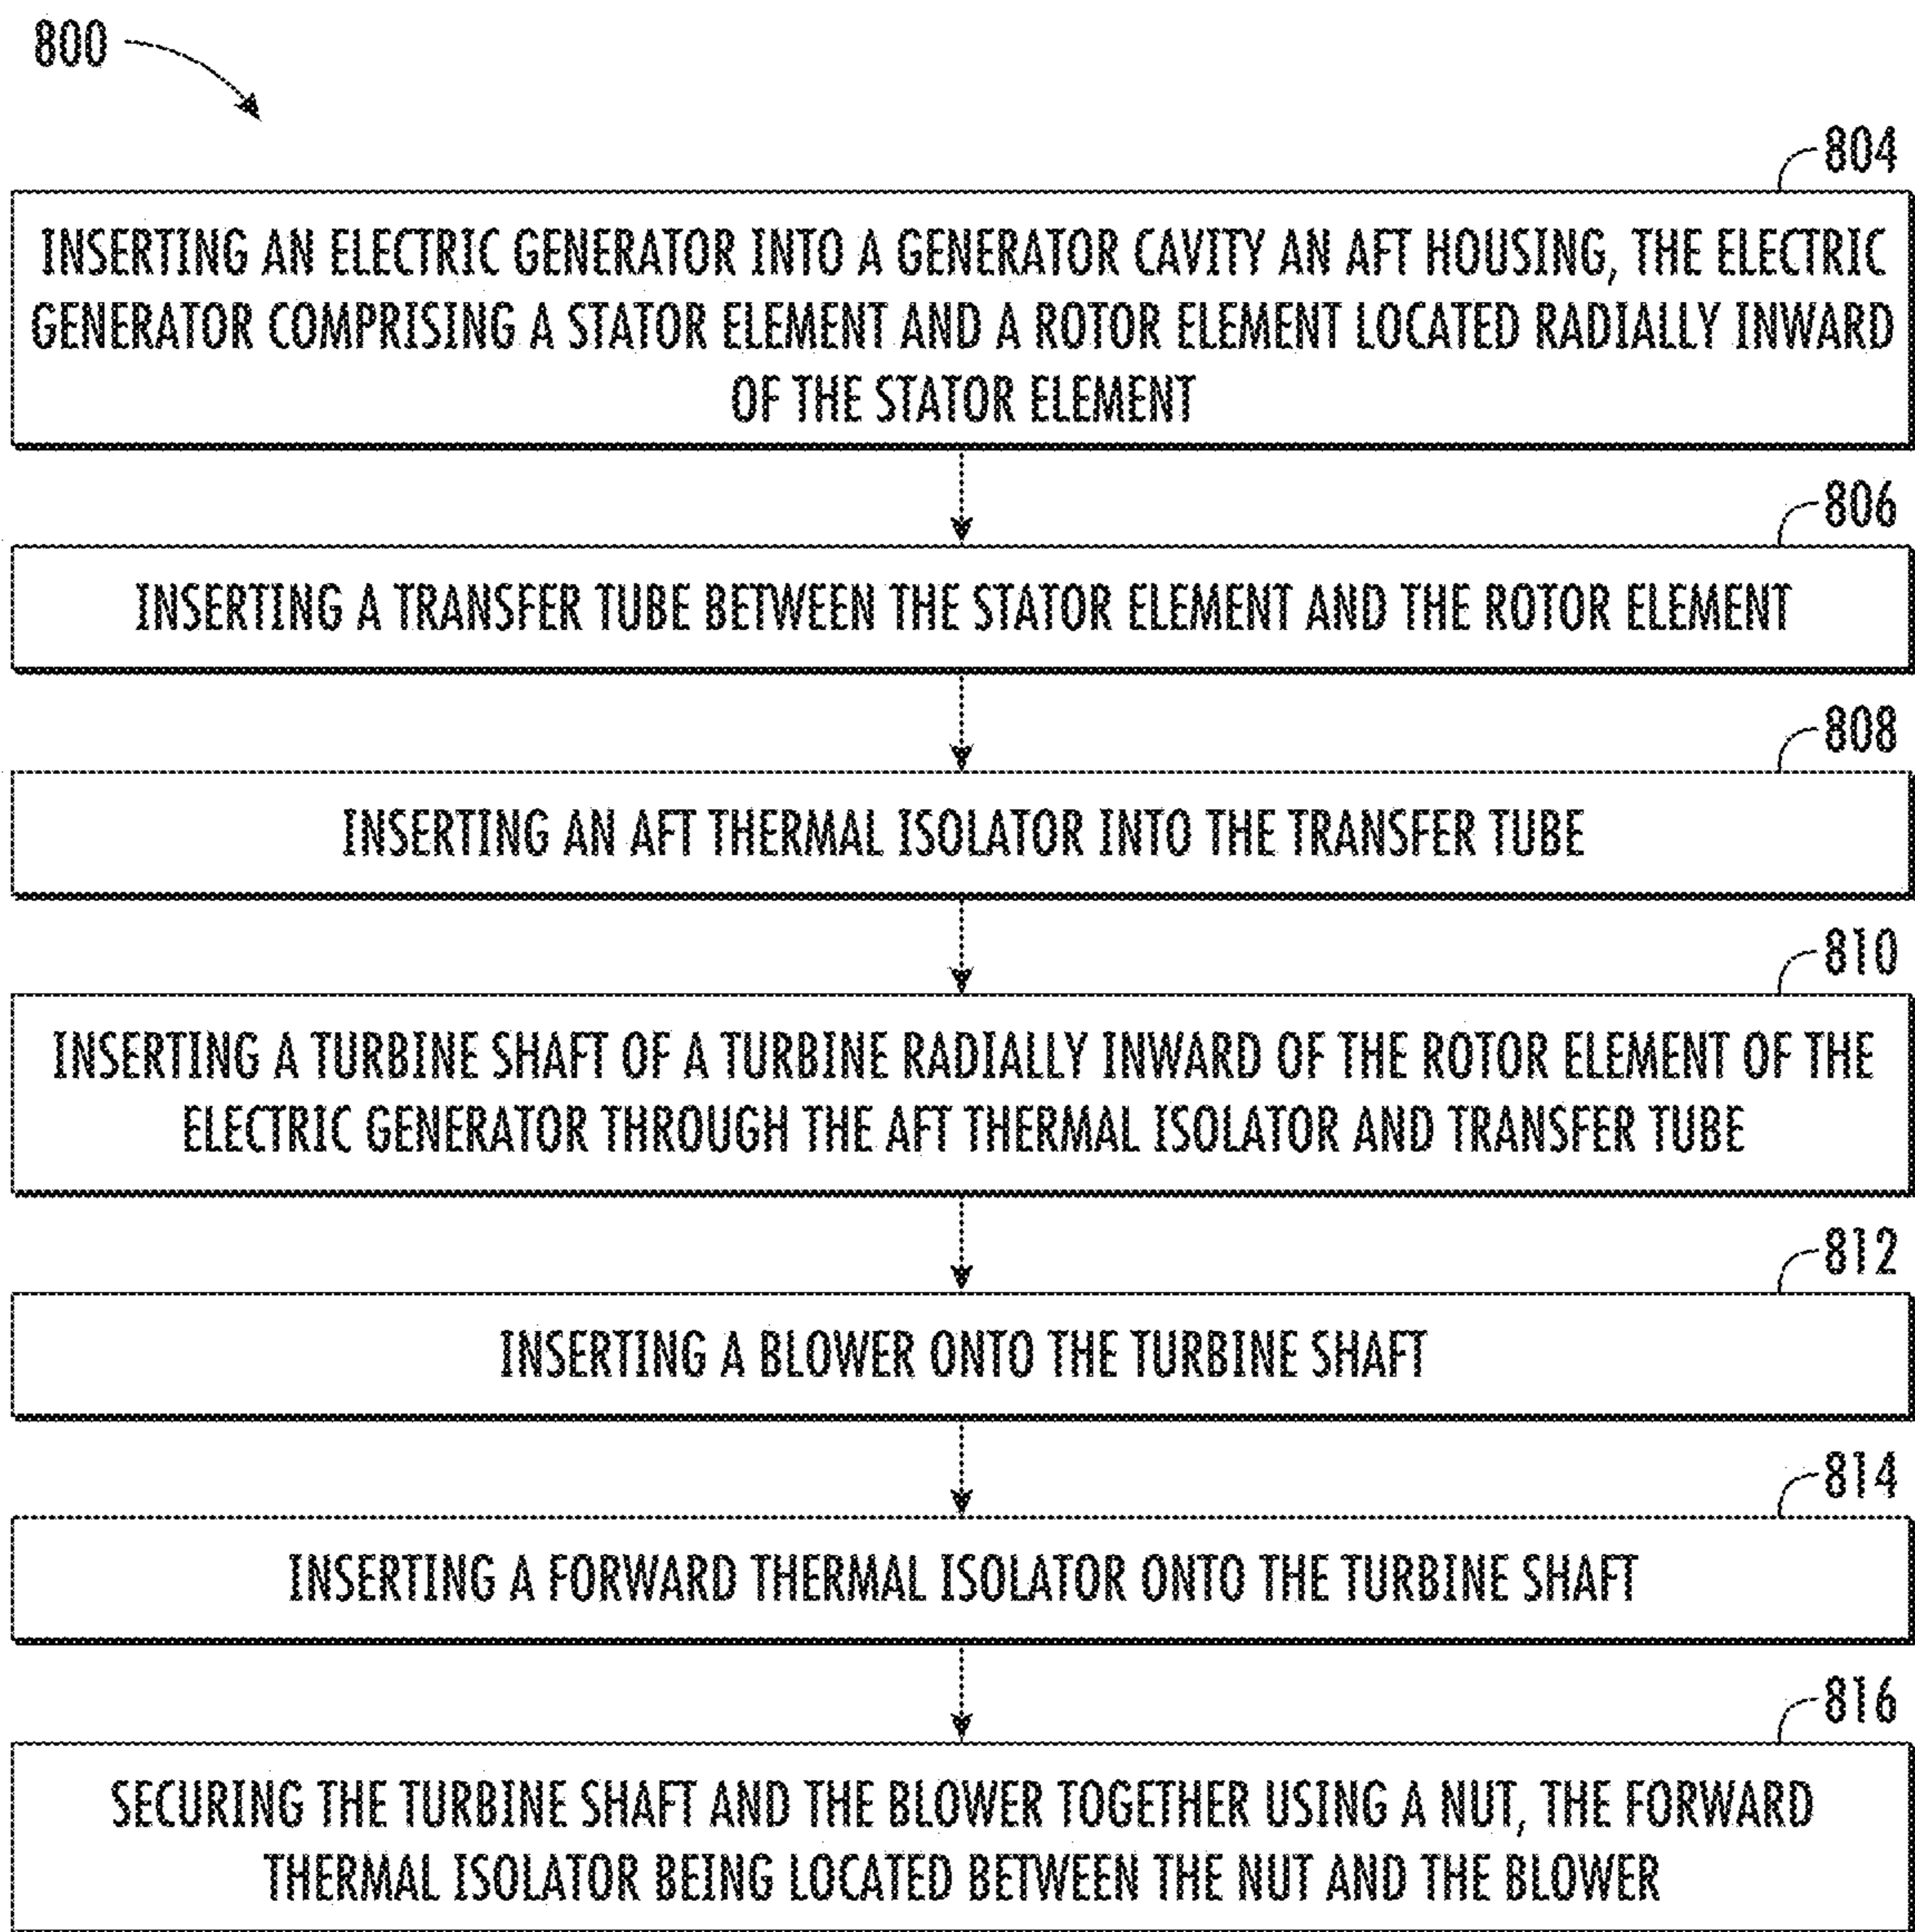 800
804
INSERTING AN ELECTRIC GENERATOR INTO A GENERATOR CAVITY AN AFT HOUSING, THE ELECTRIC
GENERATOR COMPRISING A STATOR ELEMENT AND A ROTOR ELEMENT LOCATED RADIALLY INWARD
OF THE STATOR ELEMENT
806
INSERTING A TRANSFER TUBE BETWEEN THE STATOR ELEMENT AND THE ROTOR ELEMENT
808
INSERTING AN AFT THERMAL ISOLATOR INTO THE TRANSFER TUBE
810
INSERTING A TURBINE SHAFT OF A TURBINE RADIALLY INWARD OF THE ROTOR ELEMENT OF THE
ELECTRIC GENERATOR THROUGH THE AFT THERMAL ISOLATOR AND TRANSFER TUBE
812
INSERTING A BLOWER ONTO THE TURBINE SHAFT
814
INSERTING A FORWARD THERMAL ISOLATOR ONTO THE TURBINE SHAFT
816
SECURING THE TURBINE SHAFT AND THE BLOWER TOGETHER USING A NUT, THE FORWARD
THERMAL ISOLATOR BEING LOCATED BETWEEN THE NUT AND THE BLOWER